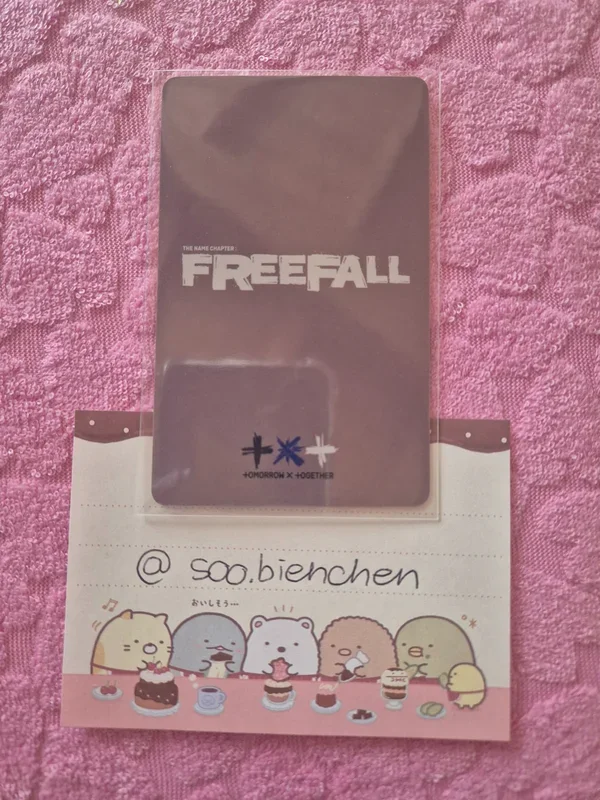 THE NAME CHAPTER :
FREEFALL
TOMORROW X TOGETHER
@ soo.bienchen
おいしそう…